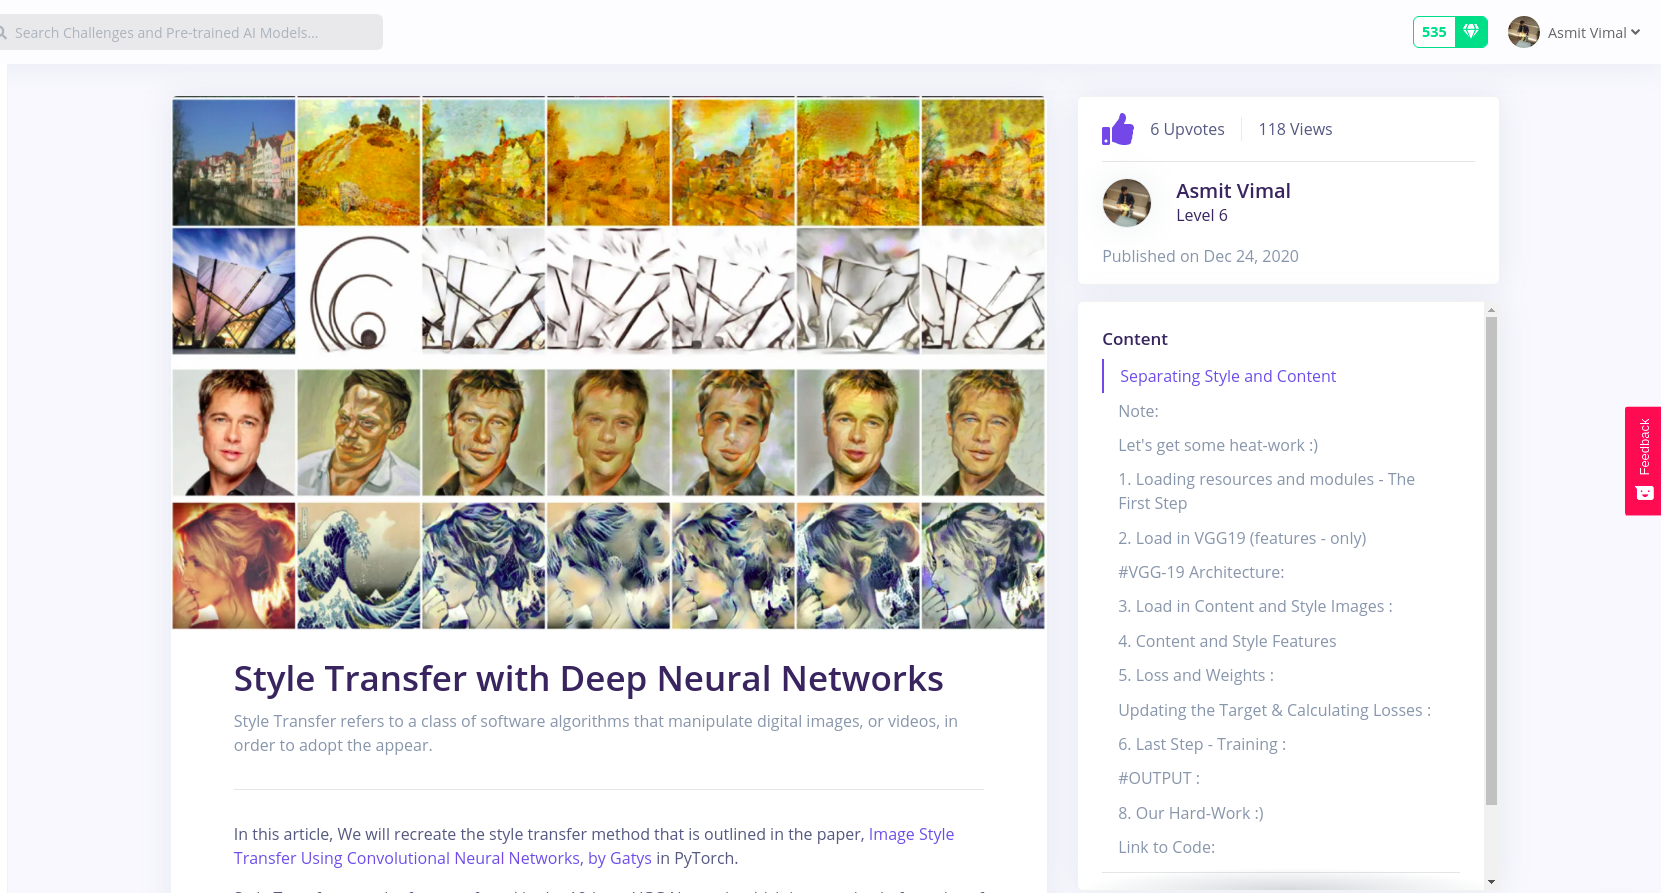 Search Challenges and Pre-trained AI Models...
535
Asmit Vimal
6 Upvotes
118 Views
Asmit Vimal
Level 6
Published on Dec 24, 2020
Content
Separating Style and Content
Note:
Let's get some heat-work :)
1. Loading resources and modules - The
First Step
2. Load in VGG19 (features - only)
#VGG-19 Architecture:
3. Load in Content and Style Images :
4. Content and Style Features
5. Loss and Weights :
Updating the Target & Calculating Losses :
6. Last Step - Training :
#OUTPUT :
8. Our Hard-Work :)
Link to Code:
Feedback
Style Transfer with Deep Neural Networks
Style Transfer refers to a class of software algorithms that manipulate digital images, or videos, in
order to adopt the appear.
In this article, We will recreate the style transfer method that is outlined in the paper, Image Style
Transfer Using Convolutional Neural Networks, by Gatys in PyTorch.